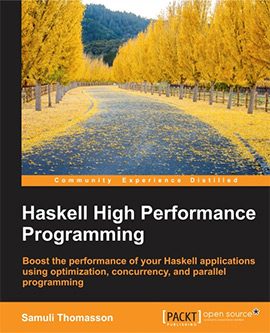 Community Experience Distilled
Haskell High Performance
Programming
Boost the performance of your Haskell applications
using optimization, concurrency, and parallel
programming
Samuli Thomasson
[PACKT] open source*
PUBLISHING